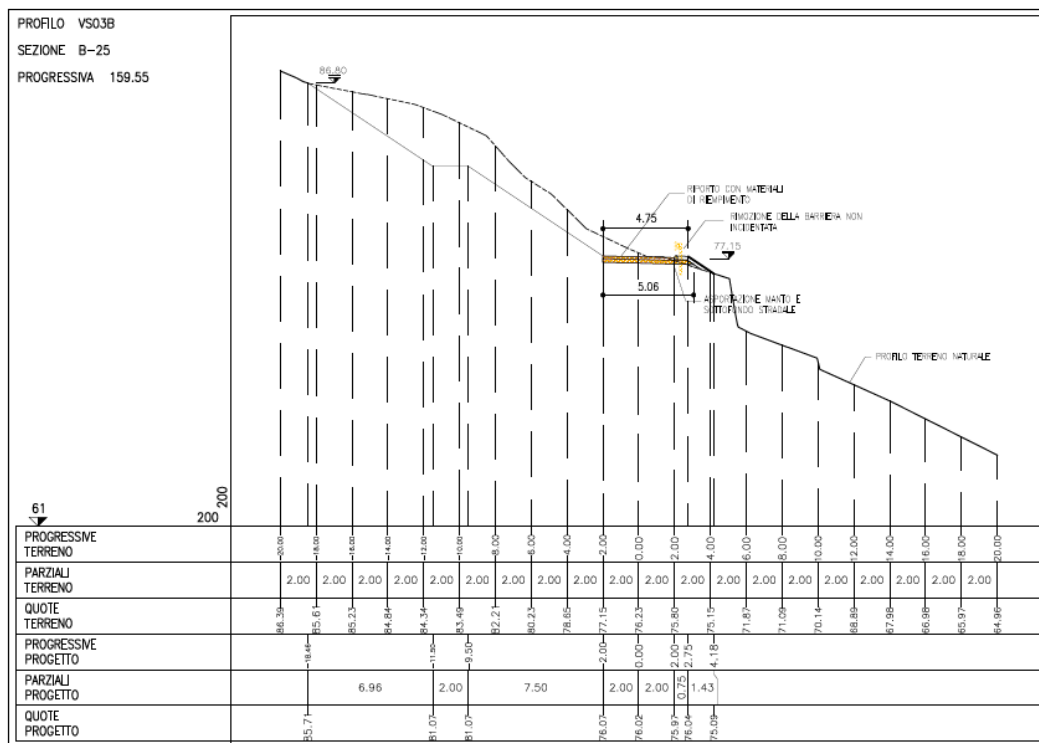 PROFILO VS03B
SEZIONE B-25
PROGRESSIVA 159.55
86.80
RIPORTO CON MATERIALI
DI RIEMPIMENTO
4.75
RIMOZIONE DELLA BARRIERA NON
INCIDENTATA
77.15
5.06
ASPORTAZIONE MANTO E
SOTTOFONDO STRADALE
PROFILO TERRENO NATURALE
61
200
200
PROGRESSIVE
TERRENO
-20.00 -18.00 -16.00 -14.00 -12.00 -10.00 -8.00 -6.00 -4.00 -2.00 0.00 2.00 4.00 6.00 8.00 10.00 12.00 14.00 16.00 18.00 20.00
PARZIALI
TERRENO
2.00 2.00 2.00 2.00 2.00 2.00 2.00 2.00 2.00 2.00 2.00 2.00 2.00 2.00 2.00 2.00 2.00 2.00 2.00 2.00
QUOTE
TERRENO
86.39 85.61 85.23 84.84 84.34 83.49 82.21 80.23 78.65 77.15 76.23 75.80 75.15 71.87 71.09 70.14 68.89 67.98 66.98 65.97 64.96
PROGRESSIVE
PROGETTO
-18.46 -11.50 -9.50 -2.00 0.00 2.00 2.75 4.18
PARZIALI
PROGETTO
6.96 2.00 7.50 2.00 2.00 0.75 1.43
QUOTE
PROGETTO
85.71 81.07 81.07 76.07 76.02 75.97 76.04 75.09